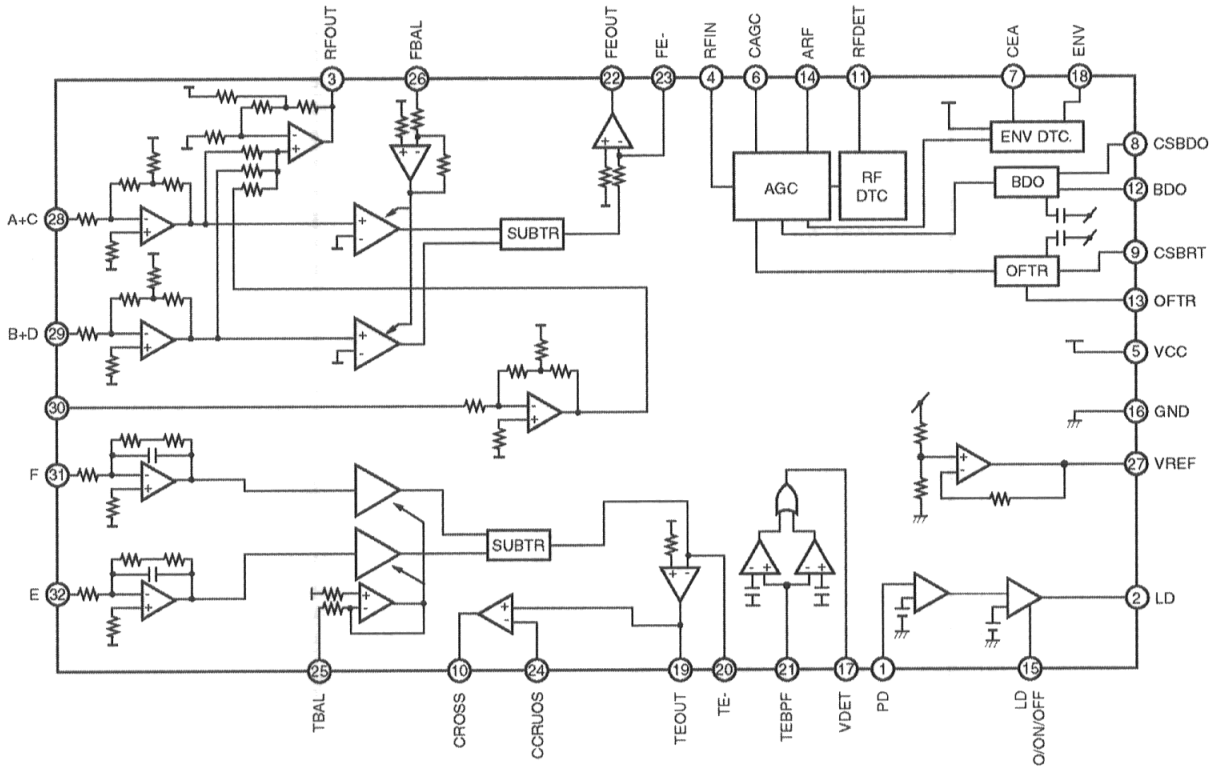 RFOUT
FBAL
FEOUT
FE-
RFIN
CAGC
ARF
RFDET
CEA
ENV
3
26
22
23
4
6
14
11
7
18
ENV DTC.
8 CSBDO
AGC
RF
DTC
BDO
12 BDO
A+C 28
- +
+ -
SUBTR
OFTR
9 CSBRT
13 OFTR
B+D 29
- +
+ -
5 VCC
30
- +
16 GND
F 31
- +
+ -
27 VREF
SUBTR
E 32
- +
+ -
+ -
+ -
- +
+ -
2 LD
25
10
24
19
20
21
17
1
15
TBAL
CROSS
CCRUOS
TEOUT
TE-
TEBPF
VDET
PD
LD
O/ON/OFF